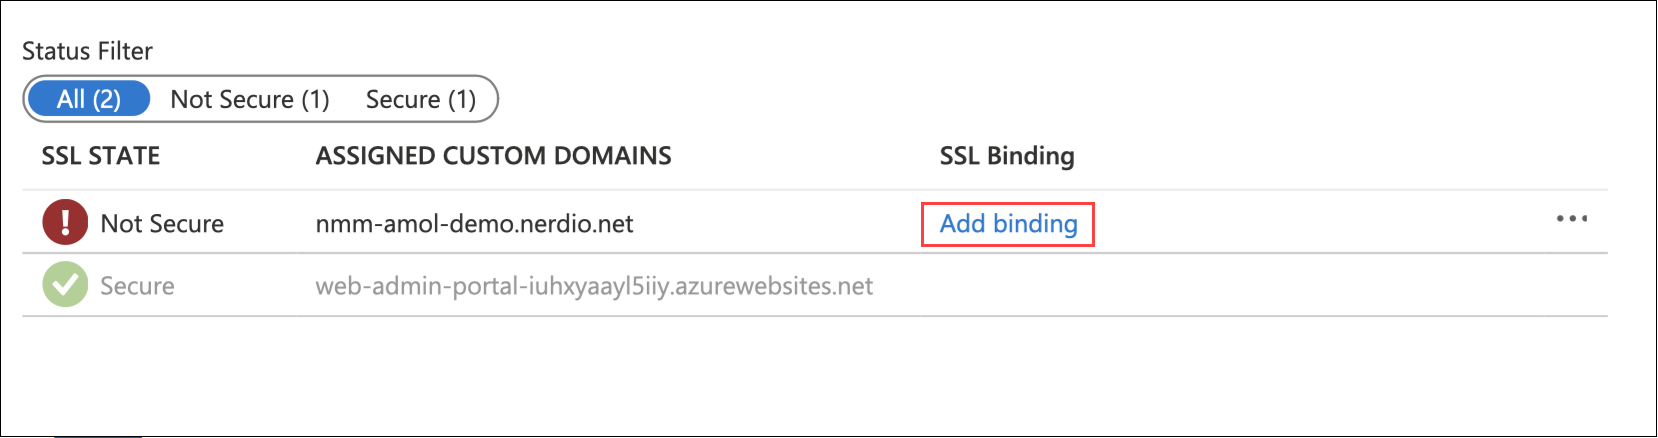 Status Filter
All (2) Not Secure (1) Secure (1)
SSL STATE ASSIGNED CUSTOM DOMAINS SSL Binding
Not Secure nmm-amol-demo.nerdio.net Add binding
Secure web-admin-portal-iuhxyaayl5iiy.azurewebsites.net